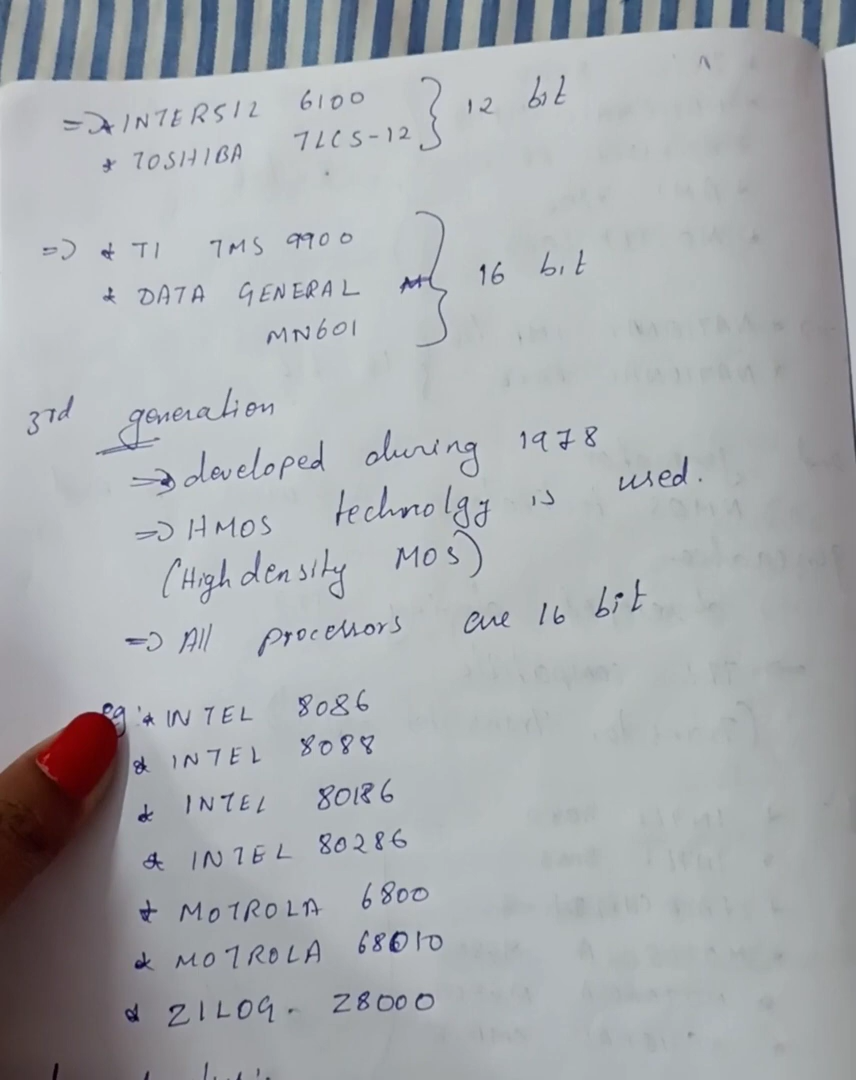 => * INTERSIL 6100 } 12 bit
* TOSHIBA TLCS-12
=> * TI TMS 9900
* DATA GENERAL } 16 bit
MN601
3rd generation
=> developed during 1978
=> HMOS technolgy is used.
(High density MOS)
=> All processors are 16 bit
eg: * INTEL 8086
* INTEL 8088
* INTEL 80186
* INTEL 80286
* MOTROLA 6800
* MOTROLA 68010
* ZILOG - Z8000